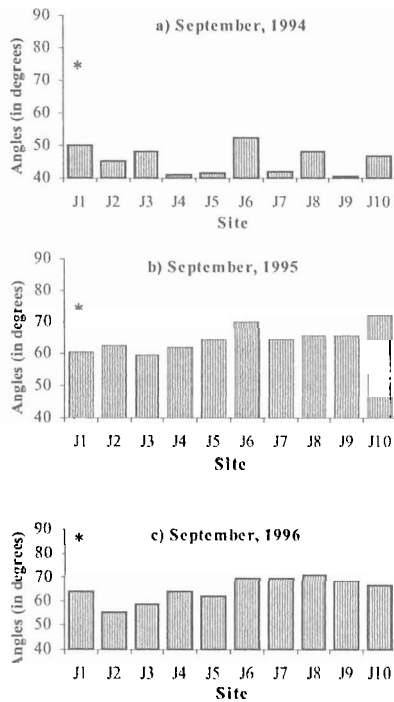 a) September, 1994
Angles (in degrees)
90
80
70
60
50
40
*
J1 J2 J3 J4 J5 J6 J7 J8 J9 J10
Site
b) September, 1995
Angles (in degrees)
90
80
70
60
50
40
*
J1 J2 J3 J4 J5 J6 J7 J8 J9 J10
Site
c) September, 1996
Angles (in degrees)
90
80
70
60
50
40
*
J1 J2 J3 J4 J5 J6 J7 J8 J9 J10
Site